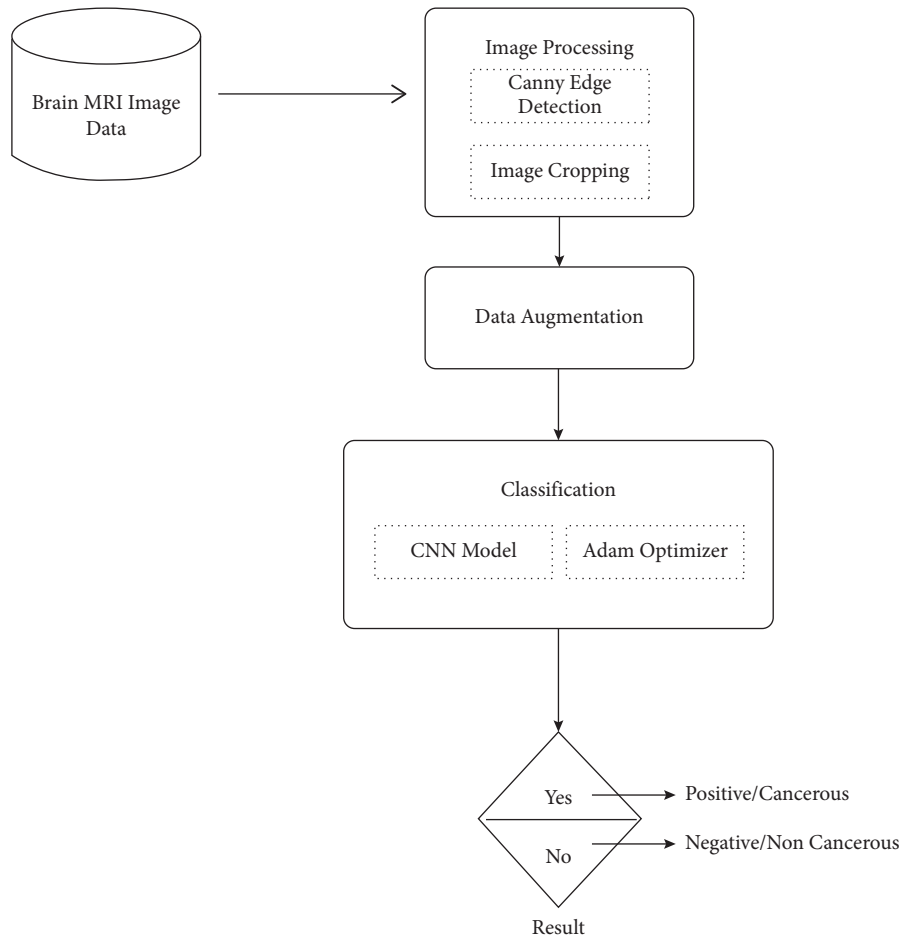 Brain MRI Image
Data
Image Processing
Canny Edge
Detection
Image Cropping
Data Augmentation
Classification
CNN Model
Adam Optimizer
Yes
Positive/Cancerous
No
Negative/Non Cancerous
Result